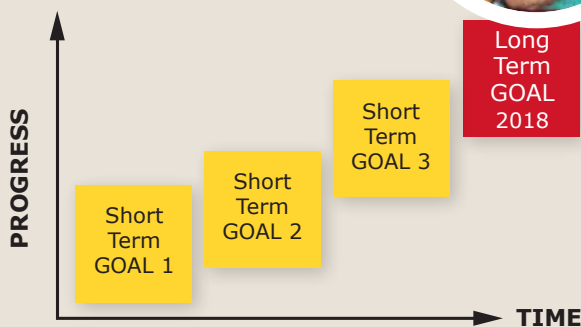 Long
Term
GOAL
2018
Short
Term
GOAL 3
Short
Term
GOAL 2
Short
Term
GOAL 1
PROGRESS
TIME